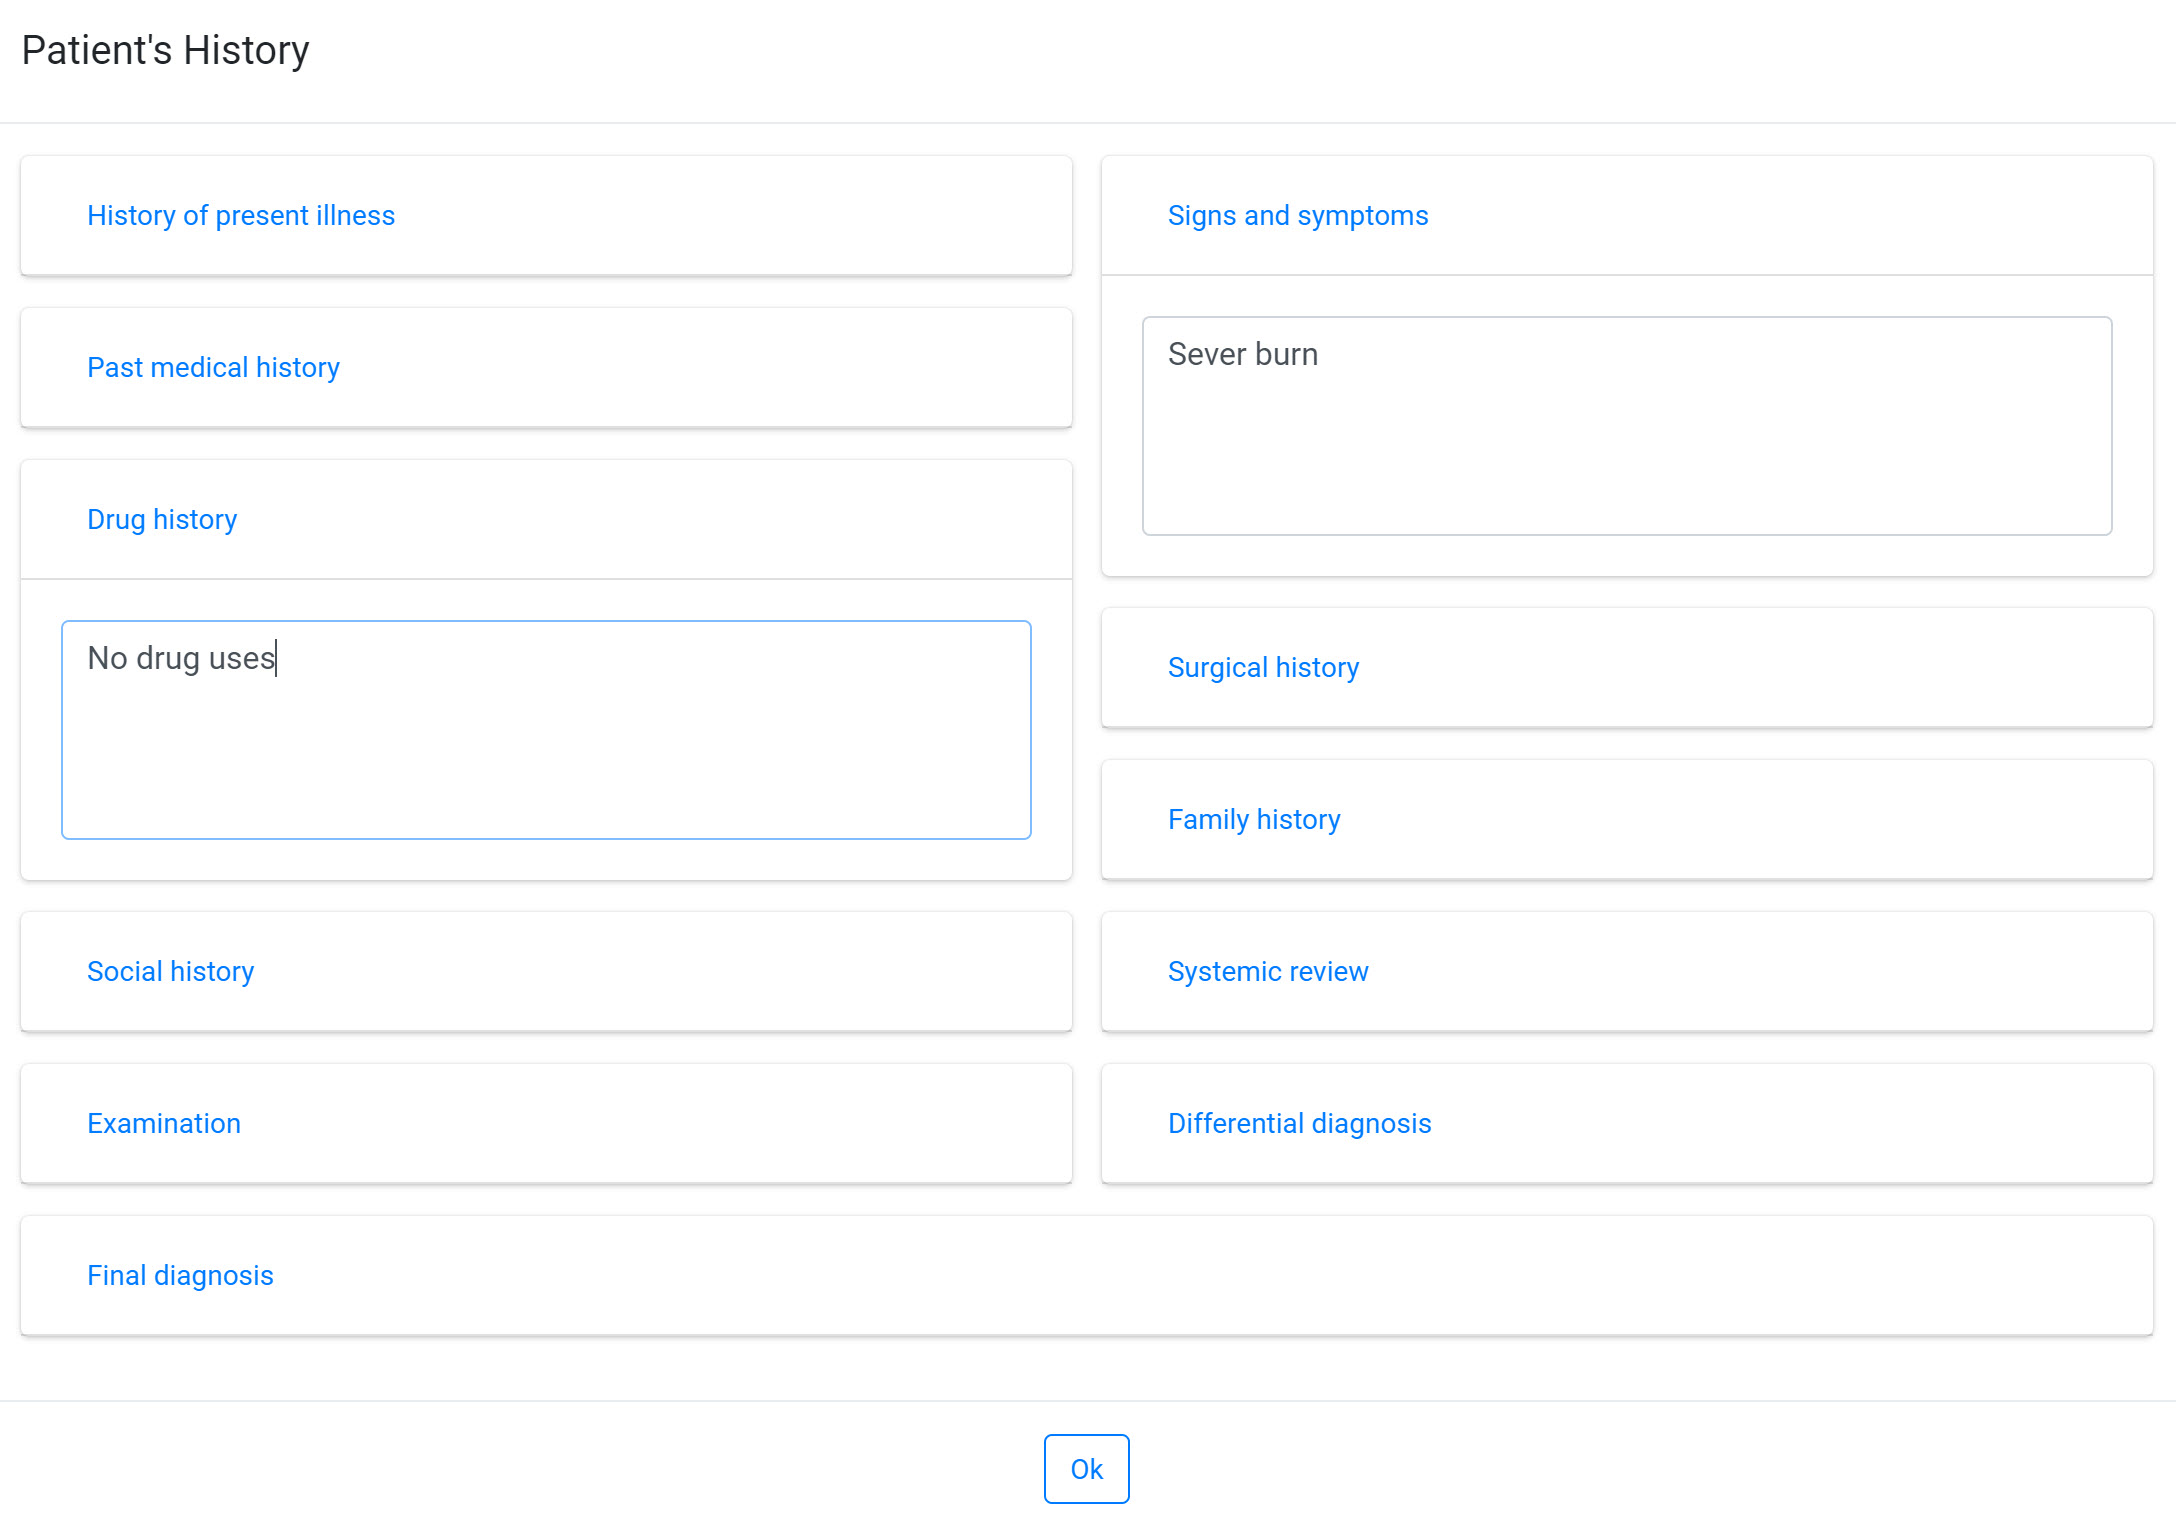 Patient's History
History of present illness
Signs and symptoms
Sever burn
Past medical history
Drug history
No drug uses
Surgical history
Family history
Social history
Systemic review
Examination
Differential diagnosis
Final diagnosis
Ok